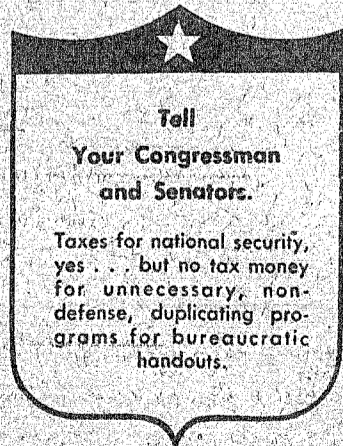 Tell
Your Congressman
and Senators.
Taxes for national security,
yes . . . but no tax money
for unnecessary, non-
defense, duplicating pro-
grams for bureaucratic
handouts.